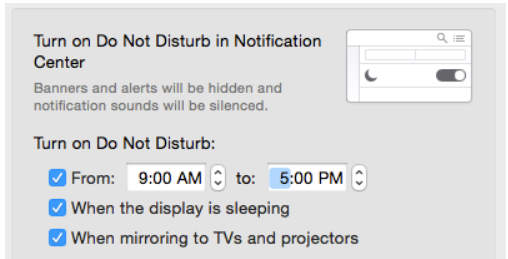 Turn on Do Not Disturb in Notification
Center
Banners and alerts will be hidden and
notification sounds will be silenced.
Turn on Do Not Disturb:
From: 9:00 AM to: 5:00 PM
When the display is sleeping
When mirroring to TVs and projectors